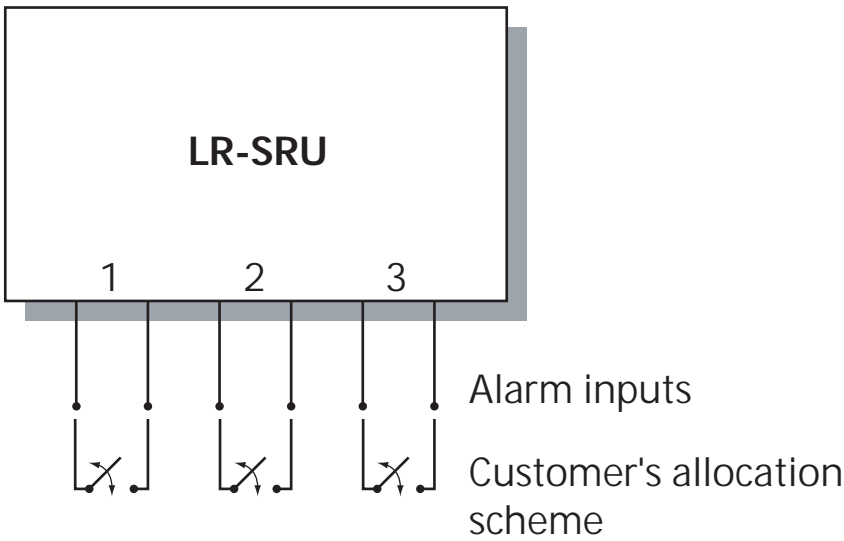 LR-SRU
1 2 3
Alarm inputs
Customer's allocation
scheme